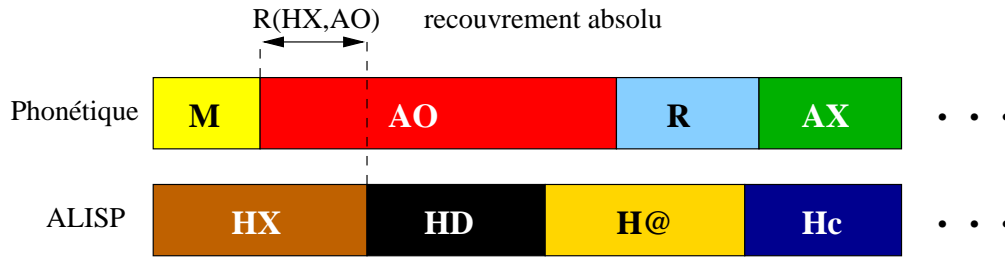 R(HX,AO) recouvrement absolu
Phonétique M AO R AX . . .
ALISP HX HD H@ Hc . . .